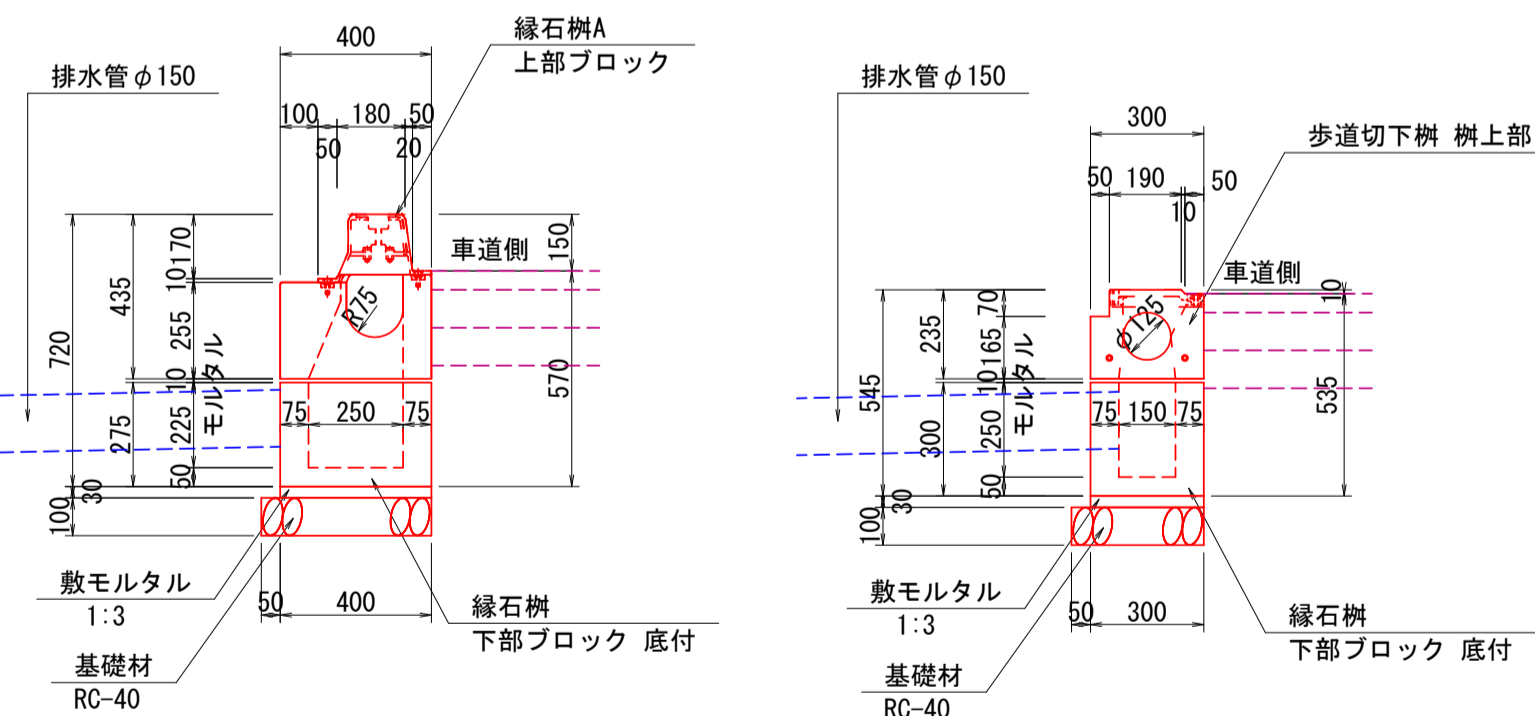 縁石桝A
上部ブロック
400
排水管φ150
100 180 50
50 20
車道側
150
170
10
435
255
R75
720
モルタル
10
570
275
225
75 250 75
50
30
100
敷モルタル
1:3
50 400
縁石桝
下部ブロック 底付
基礎材
RC-40
排水管φ150
300
歩道切下桝 桝上部
50 190 50
10
車道側
10
70
235
165
φ125
モルタル
545
10
535
300
250
75 150 75
50
30
100
敷モルタル
1:3
50 300
縁石桝
下部ブロック 底付
基礎材
RC-40